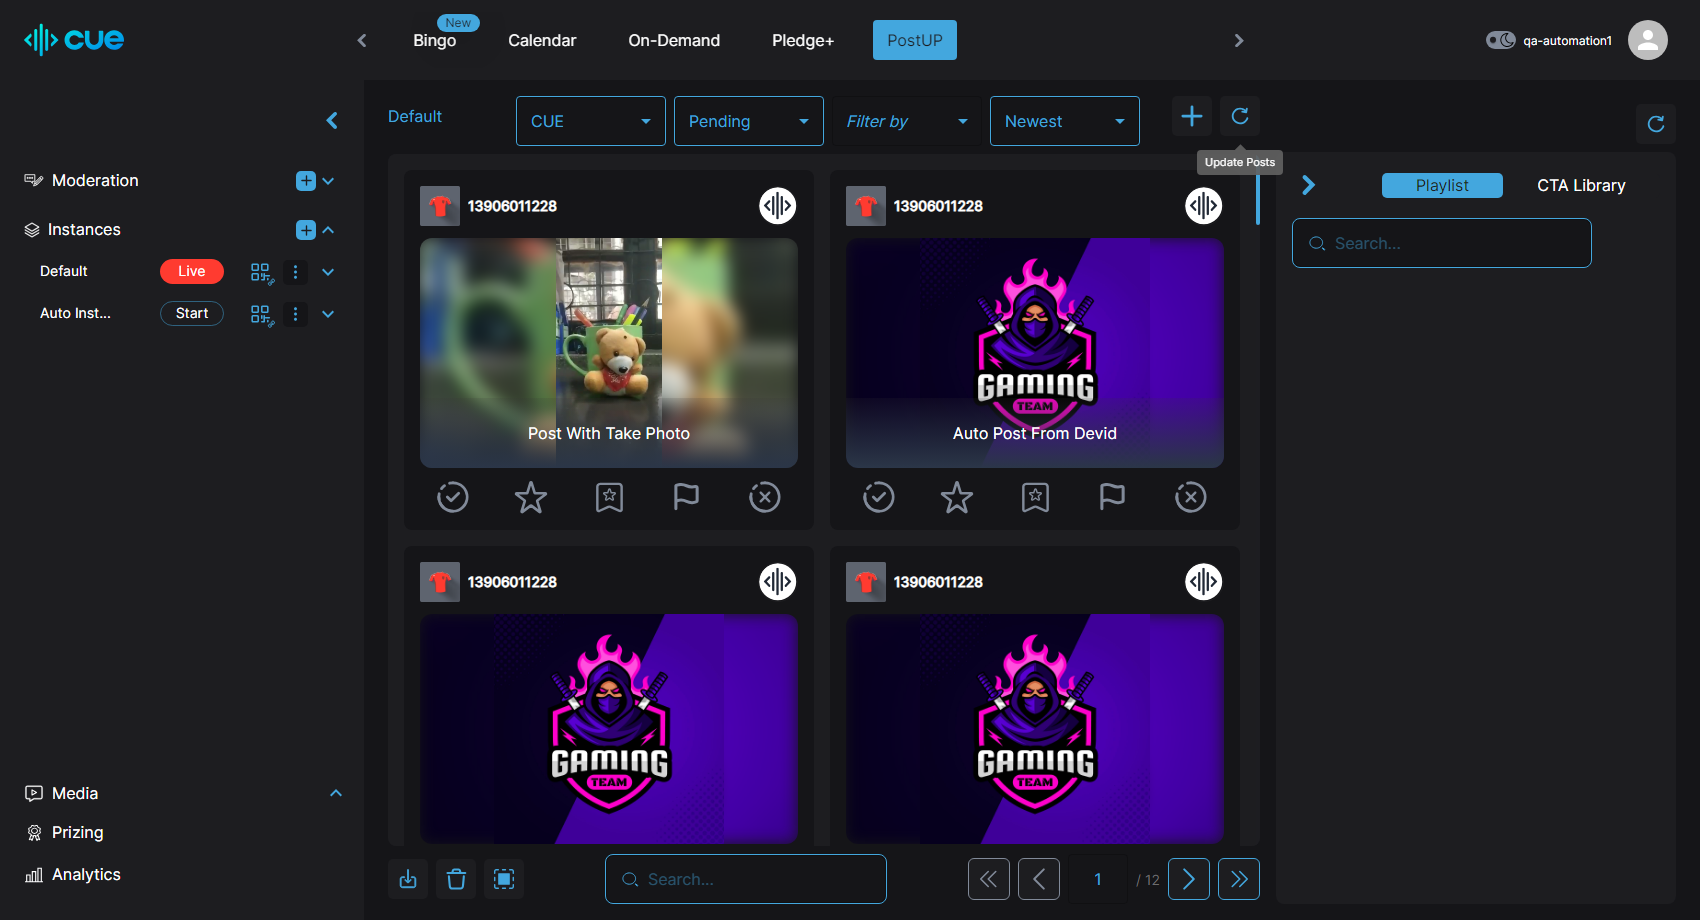 cue
New
Bingo
Calendar
On-Demand
Pledge+
PostUP
qa-automation1
Default
CUE
Pending
Filter by
Newest
Update Posts
Moderation
Instances
Default
Live
Auto Inst...
Start
Media
Prizing
Analytics
13906011228
GAMING
TEAM
Post With Take Photo
13906011228
Auto Post From Devid
13906011228
GAMING
TEAM
13906011228
GAMING
TEAM
Search...
1
/ 12
Playlist
CTA Library
Search...